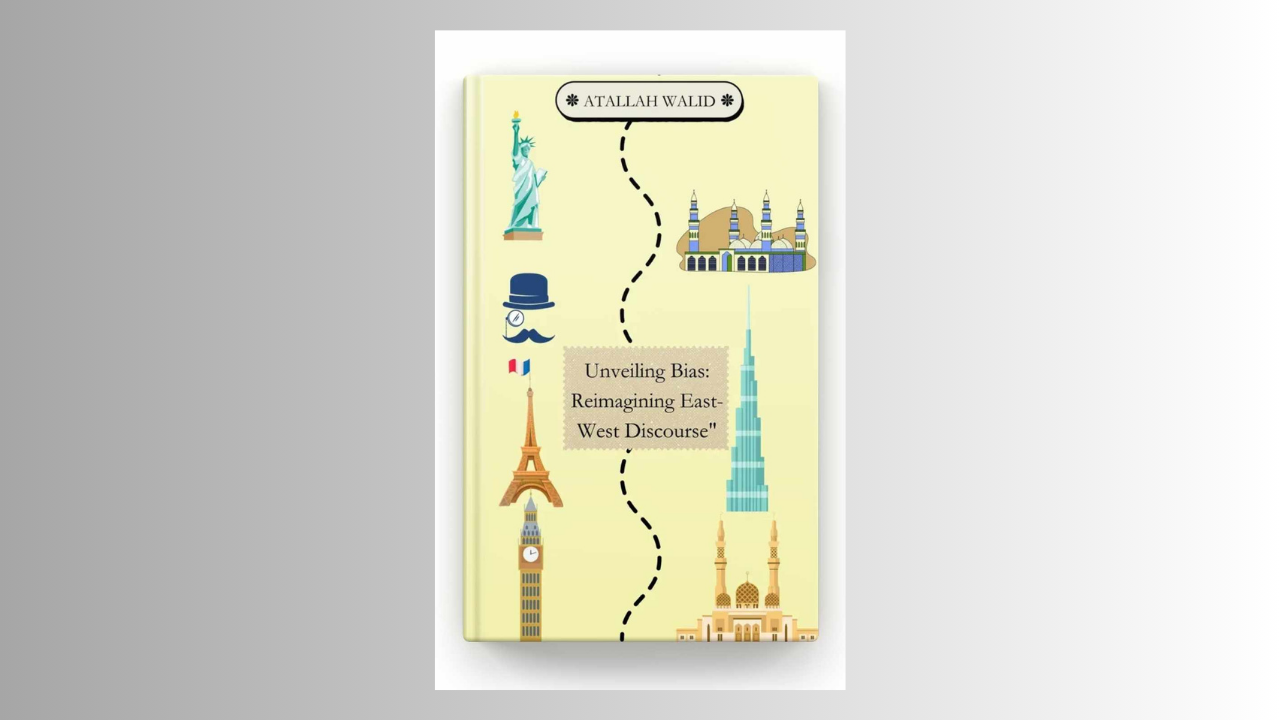 ❋ ATALLAH WALID ❋
Unveiling Bias:
Reimagining East-
West Discourse"